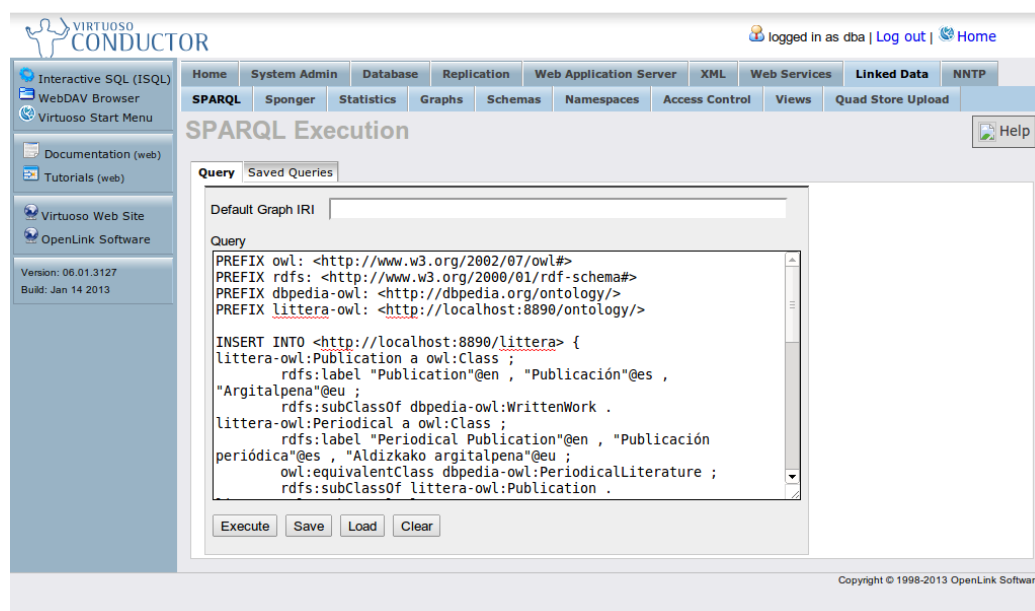 VIRTUOSO
CONDUCTOR
logged in as dba | Log out | Home
Interactive SQL (ISQL)
WebDAV Browser
Virtuoso Start Menu
Documentation (web)
Tutorials (web)
Virtuoso Web Site
OpenLink Software
Version: 06.01.3127
Build: Jan 14 2013
Home System Admin Database Replication Web Application Server XML Web Services Linked Data NNTP
SPARQL Sponger Statistics Graphs Schemas Namespaces Access Control Views Quad Store Upload
SPARQL Execution
Help
Query Saved Queries
Default Graph IRI
Query
PREFIX owl: <http://www.w3.org/2002/07/owl#>
PREFIX rdfs: <http://www.w3.org/2000/01/rdf-schema#>
PREFIX dbpedia-owl: <http://dbpedia.org/ontology/>
PREFIX littera-owl: <http://localhost:8890/ontology/>
INSERT INTO <http://localhost:8890/littera> {
littera-owl:Publication a owl:Class ;
rdfs:label "Publication"@en , "Publicación"@es ,
"Argitalpena"@eu ;
rdfs:subClassOf dbpedia-owl:WrittenWork .
littera-owl:Periodical a owl:Class ;
rdfs:label "Periodical Publication"@en , "Publicación
periódica"@es , "Aldizkako argitalpena"@eu ;
owl:equivalentClass dbpedia-owl:PeriodicalLiterature ;
rdfs:subClassOf littera-owl:Publication .
Execute Save Load Clear
Copyright © 1998-2013 OpenLink Softwar